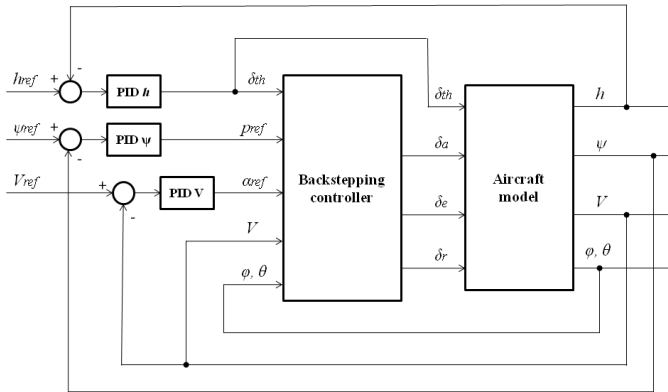 -
href + PID h δth δth h
ψref + PID ψ pref δa ψ
-
Vref + PID V αref Backstepping controller Aircraft model
-
V δe V
φ, θ δr φ, θ